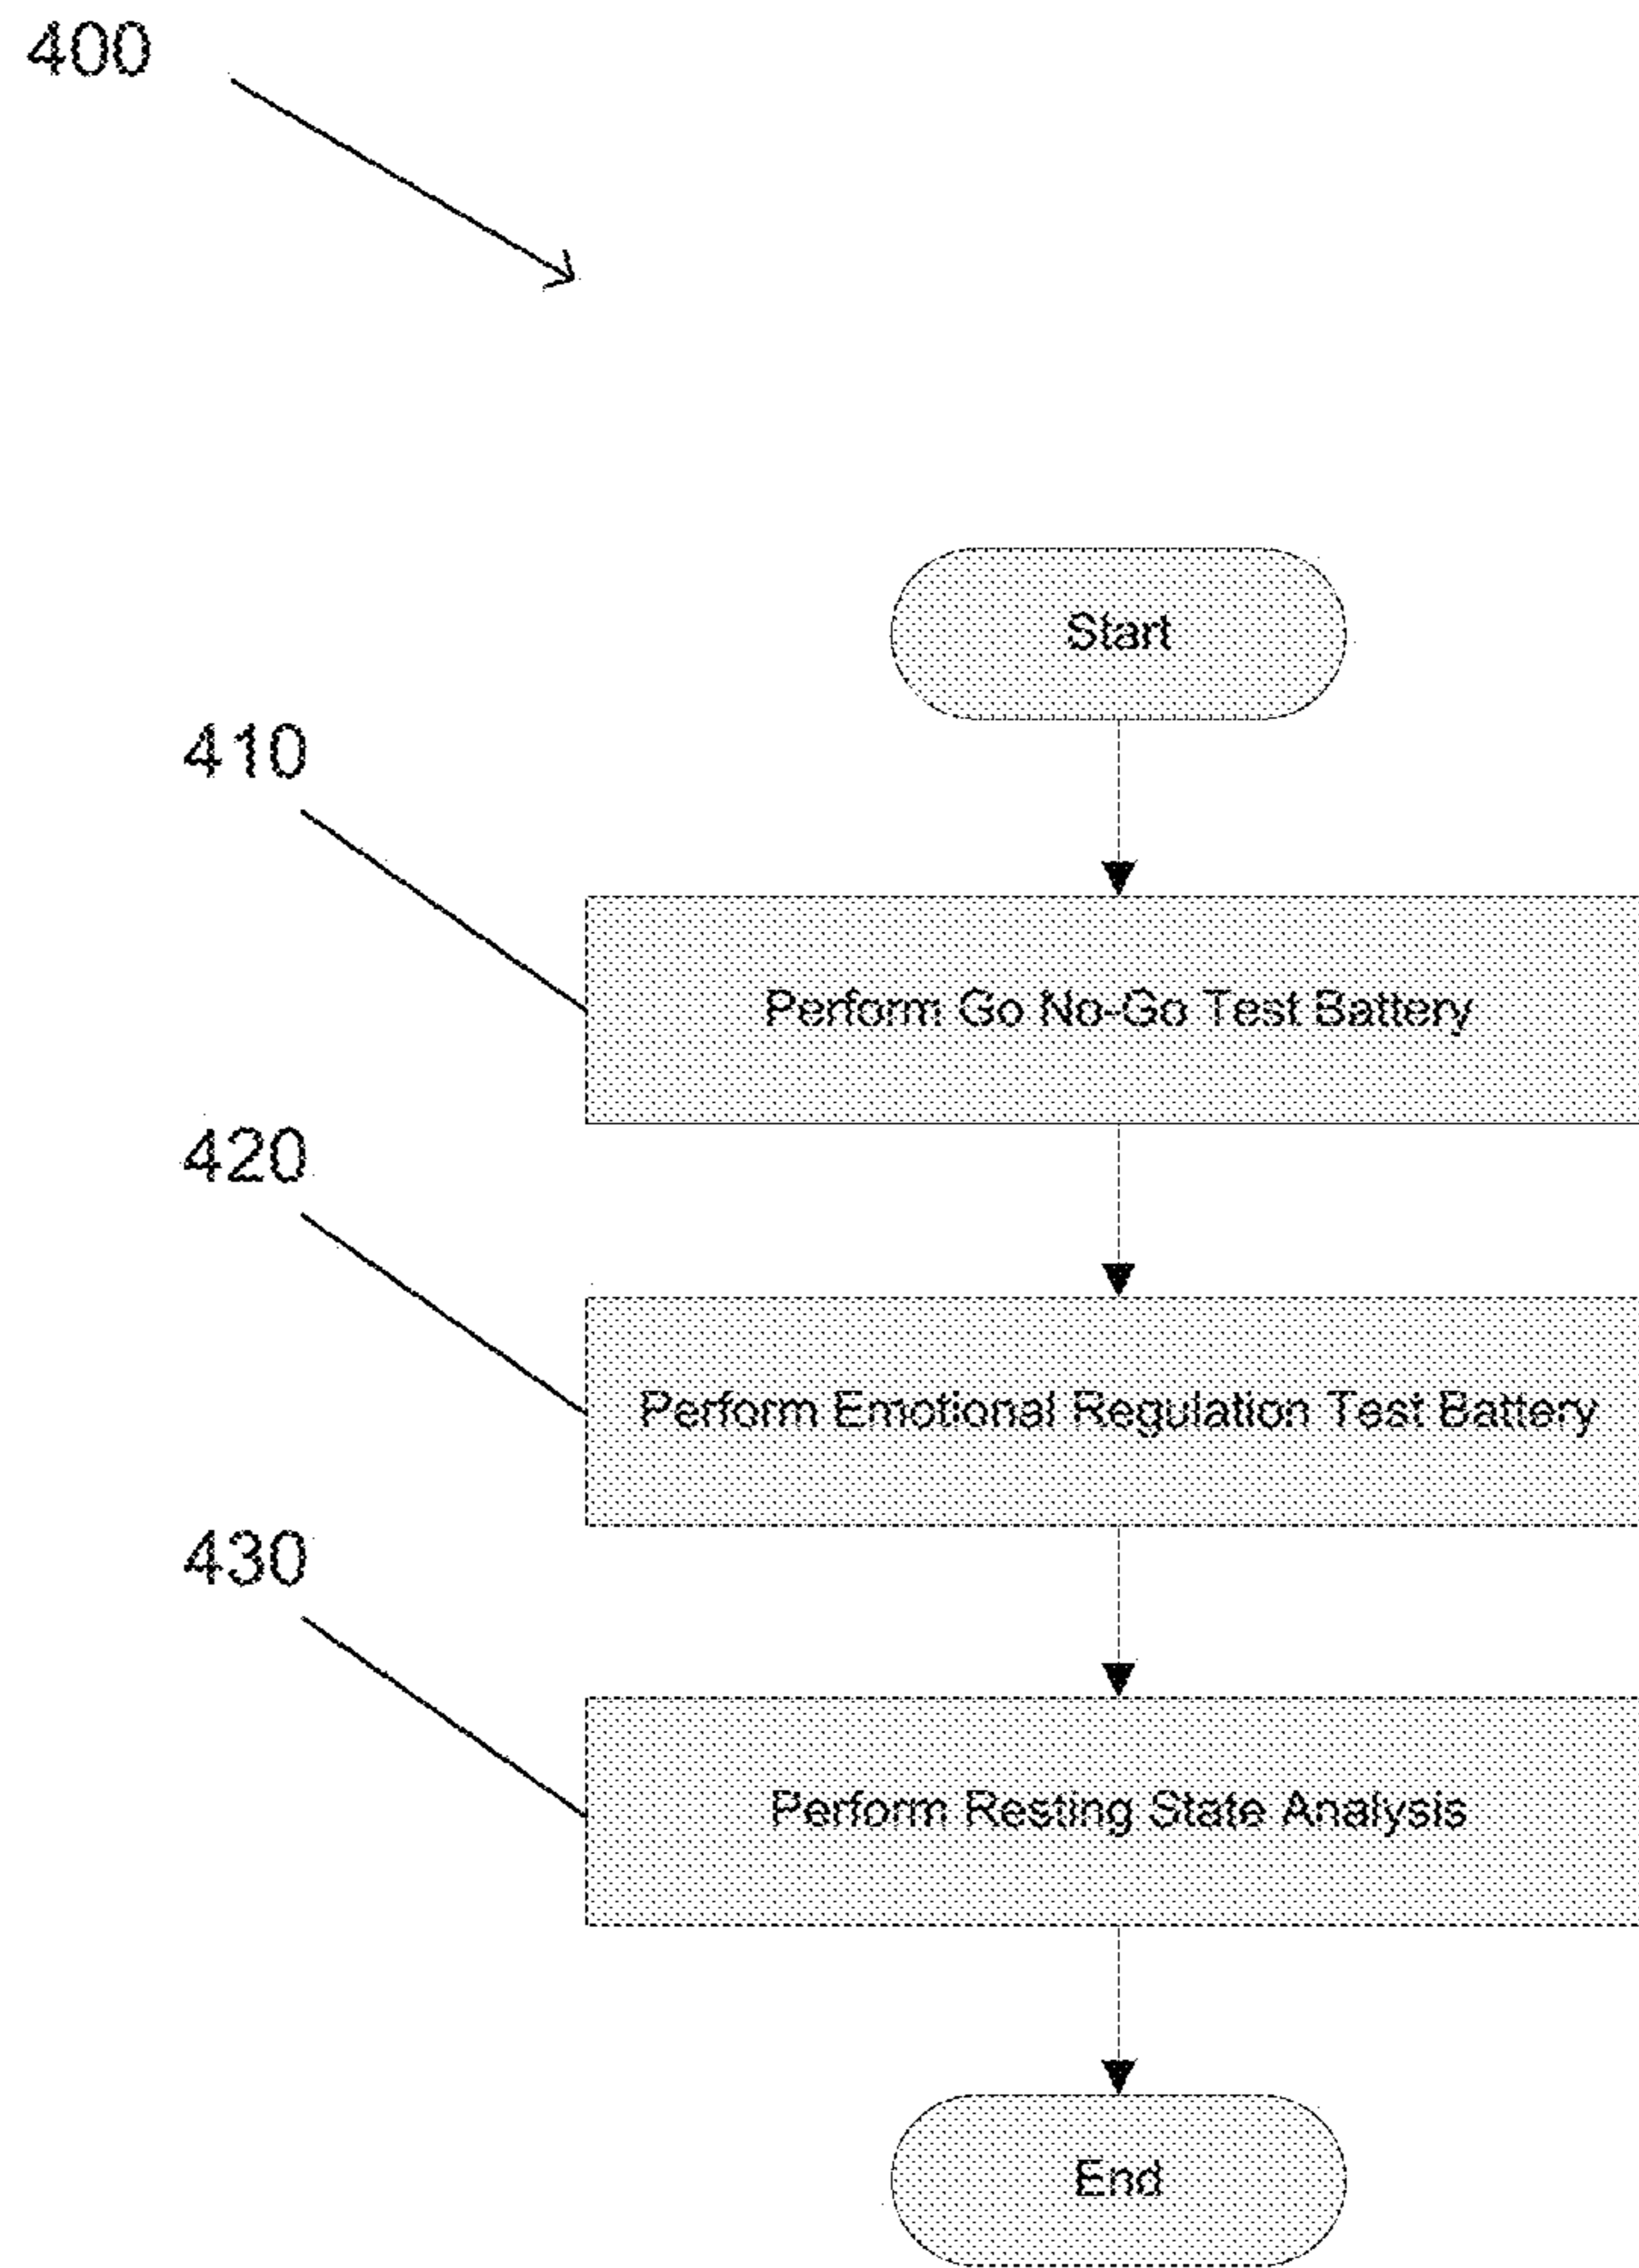 400
Start
410
Perform Go No-Go Test Battery
420
Perform Emotional Regulation Test Battery
430
Perform Resting State Analysis
End